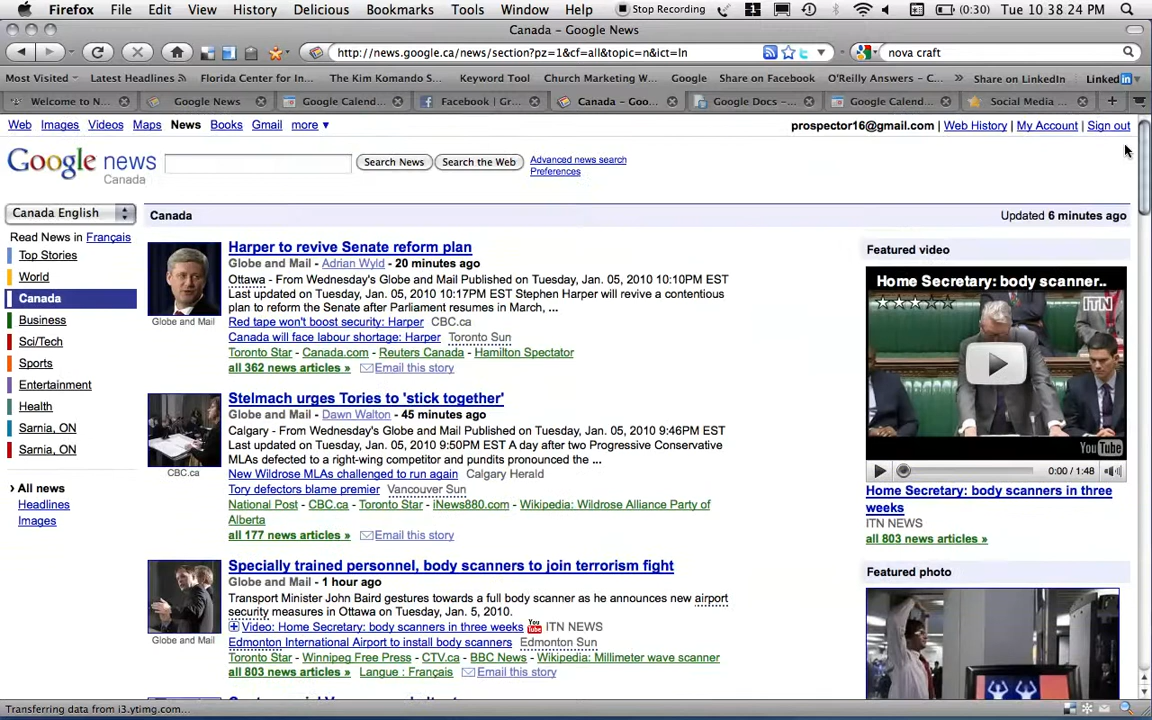 Firefox File Edit View History Delicious Bookmarks Tools Window Help Stop Recording 1 (0:30) Tue 10 38 24 PM
Canada – Google News
http://news.google.ca/news/section?pz=1&cf=all&topic=n&ict=ln
nova craft
Most Visited Latest Headlines Florida Center for In... The Kim Komando S... Keyword Tool Church Marketing W... Google Share on Facebook O'Reilly Answers – C... » Share on LinkedIn Linked in
Welcome to N... Google News Google Calend... Facebook | Gr... Canada – Goo... Google Docs – ... Google Calend... Social Media ...
Web Images Videos Maps News Books Gmail more ▼
prospector16@gmail.com | Web History | My Account | Sign out
Google news
Canada
Search News Search the Web
Advanced news search
Preferences
Canada English
Read News in Français
Top Stories
World
Canada
Business
Sci/Tech
Sports
Entertainment
Health
Sarnia, ON
Sarnia, ON
› All news
Headlines
Images
Canada
Updated 6 minutes ago
Globe and Mail
Harper to revive Senate reform plan
Globe and Mail - Adrian Wyld - 20 minutes ago
Ottawa - From Wednesday's Globe and Mail Published on Tuesday, Jan. 05, 2010 10:10PM EST
Last updated on Tuesday, Jan. 05, 2010 10:17PM EST Stephen Harper will revive a contentious
plan to reform the Senate after Parliament resumes in March, ...
Red tape won't boost security: Harper CBC.ca
Canada will face labour shortage: Harper Toronto Sun
Toronto Star - Canada.com - Reuters Canada - Hamilton Spectator
all 362 news articles » Email this story
CBC.ca
Stelmach urges Tories to 'stick together'
Globe and Mail - Dawn Walton - 45 minutes ago
Calgary - From Wednesday's Globe and Mail Published on Tuesday, Jan. 05, 2010 9:46PM EST
Last updated on Tuesday, Jan. 05, 2010 9:50PM EST A day after two Progressive Conservative
MLAs defected to a right-wing competitor and pundits pronounced the ...
New Wildrose MLAs challenged to run again Calgary Herald
Tory defectors blame premier Vancouver Sun
National Post - CBC.ca - Toronto Star - iNews880.com - Wikipedia: Wildrose Alliance Party of
Alberta
all 177 news articles » Email this story
Globe and Mail
Specially trained personnel, body scanners to join terrorism fight
Globe and Mail - 1 hour ago
Transport Minister John Baird gestures towards a full body scanner as he announces new airport
security measures in Ottawa on Tuesday, Jan. 5, 2010.
Video: Home Secretary: body scanners in three weeks You Tube ITN NEWS
Edmonton International Airport to install body scanners Edmonton Sun
Toronto Star - Winnipeg Free Press - CTV.ca - BBC News - Wikipedia: Millimeter wave scanner
all 803 news articles » Langue : Français Email this story
Featured video
Home Secretary: body scanner..
ITN
YouTube
0:00 / 1:48
Home Secretary: body scanners in three
weeks
ITN NEWS
all 803 news articles »
Featured photo
Transferring data from i3.ytimg.com...